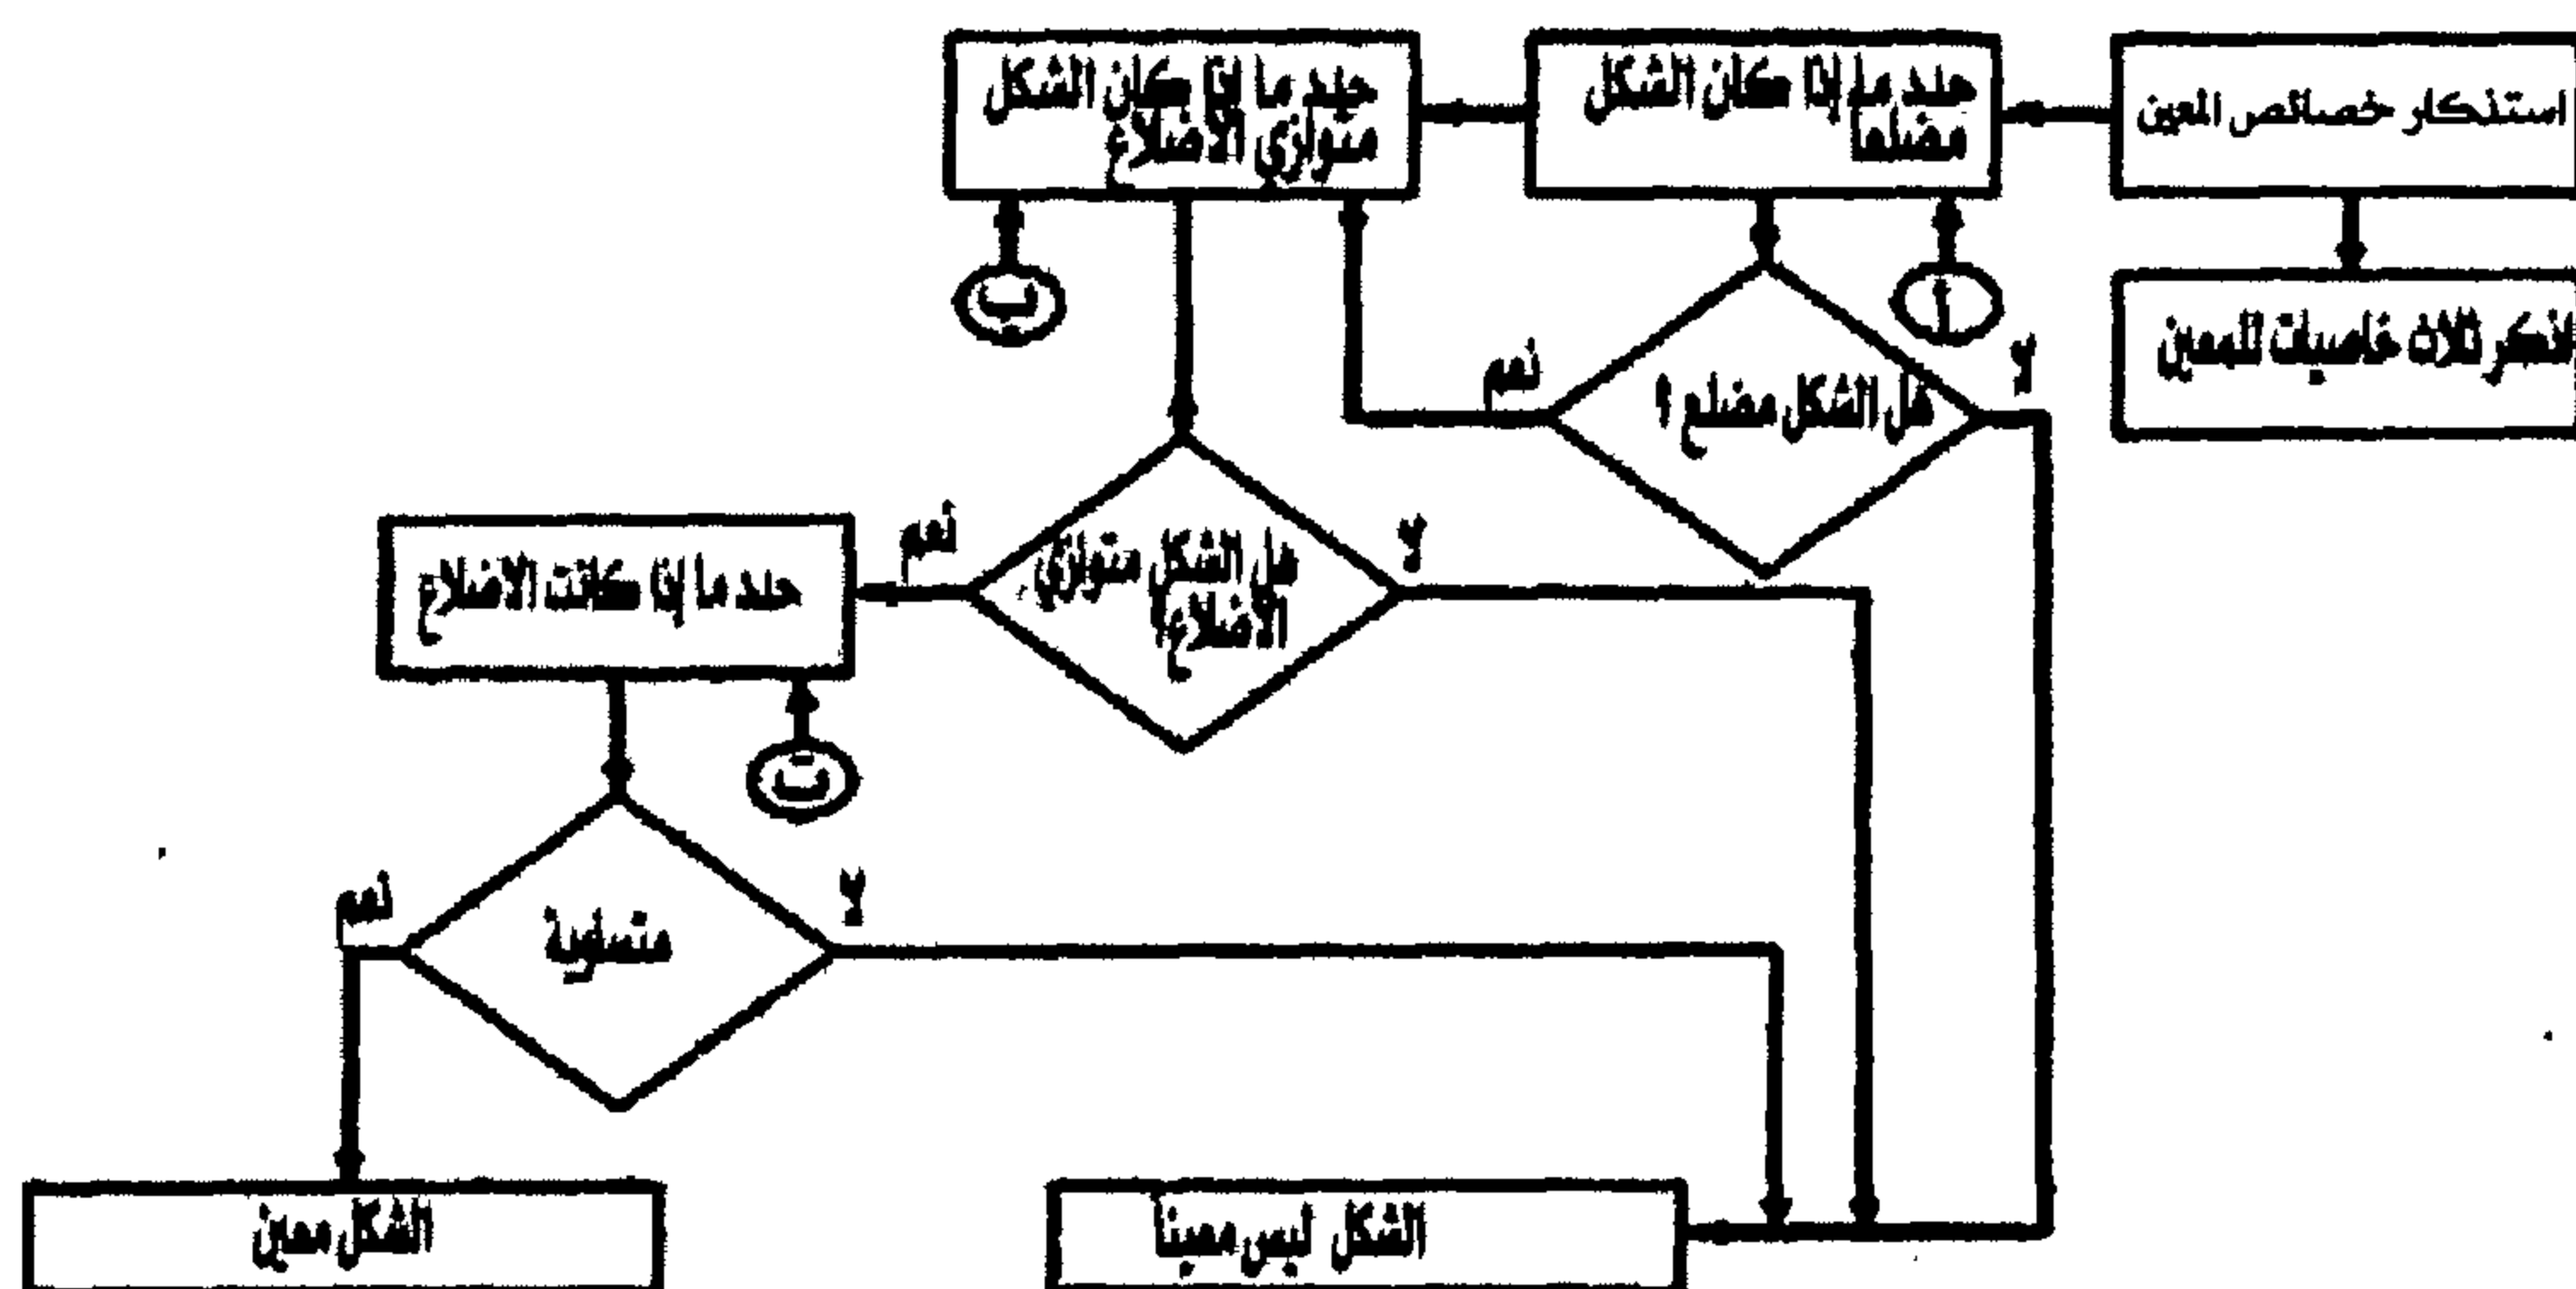 استذكار خصائص المعين
حدد ما إذا كان الشكل
مضلعا
حدد ما إذا كان الشكل
متوازي الأضلاع
اذكر ثلاث خاصيات للمعين
أ
ب
لا
هل الشكل مضلع ؟
نعم
لا
هل الشكل متوازي
الأضلاع؟
نعم
حدد ما إذا كانت الأضلاع
ت
لا
متساوية
نعم
الشكل ليس معينا
الشكل معين